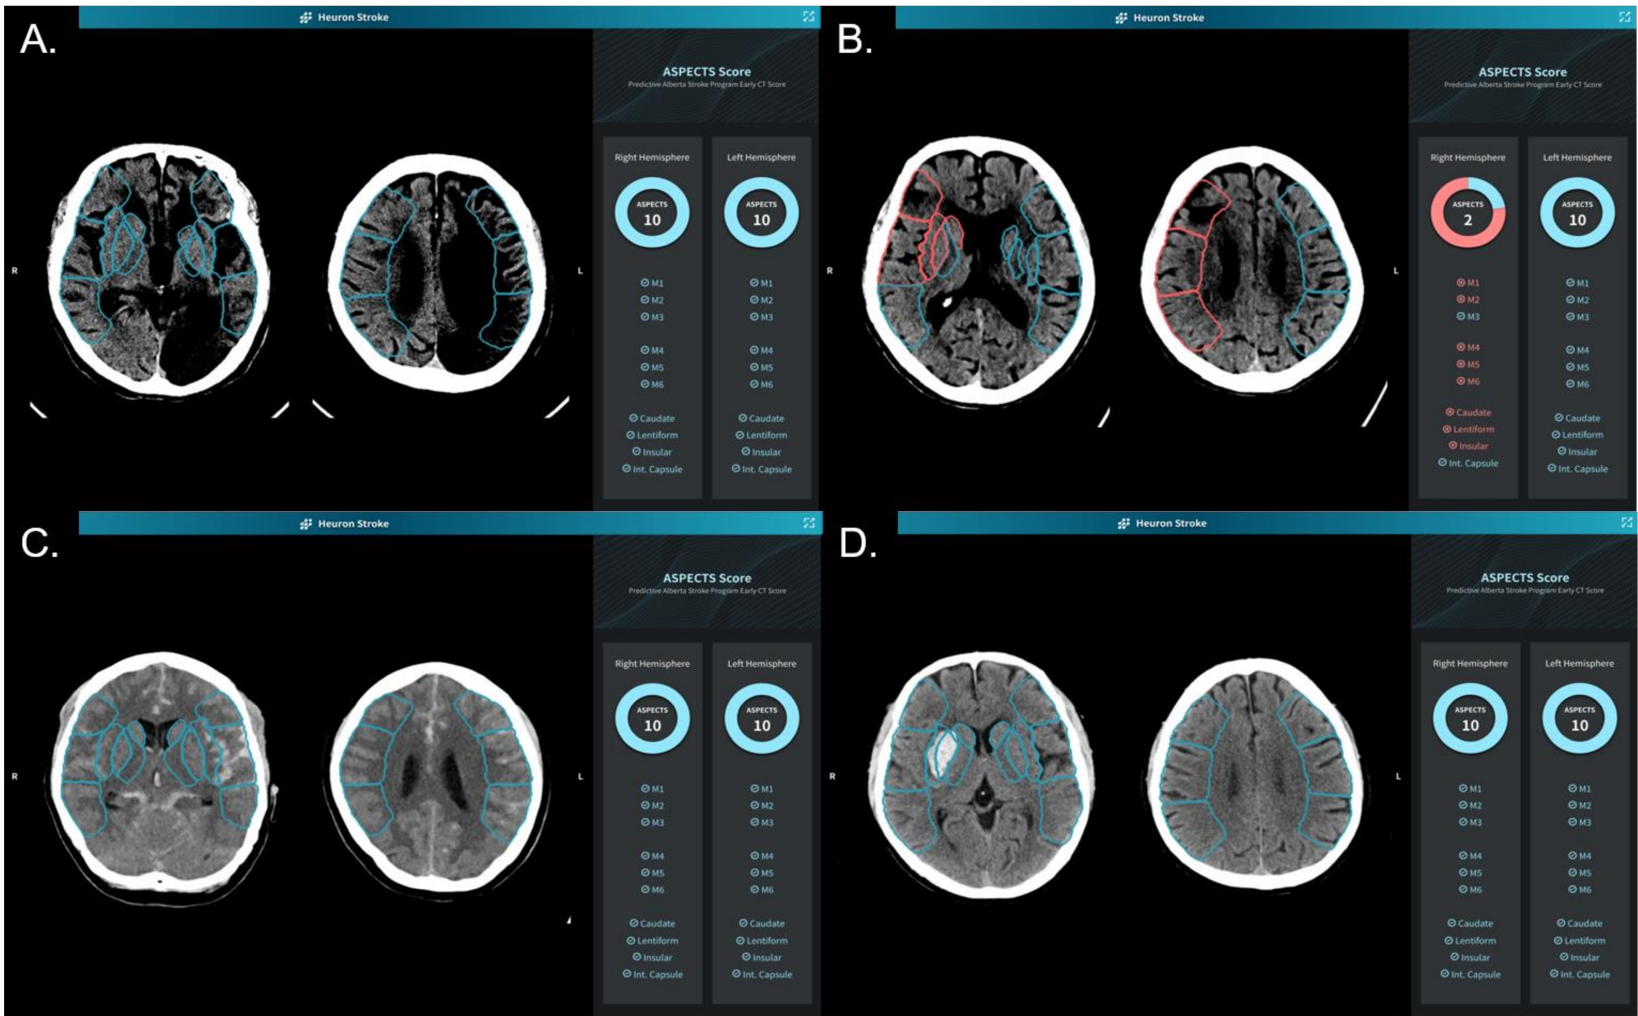 A.
Heuron Stroke
ASPECTS Score
Predictive Alberta Stroke Program Early CT Score
Right Hemisphere Left Hemisphere
ASPECTS ASPECTS
10 10
M1 M1
M2 M2
M3 M3
M4 M4
M5 M5
M6 M6
Caudate Caudate
Lentiform Lentiform
Insular Insular
Int. Capsule Int. Capsule
R L
B.
Heuron Stroke
ASPECTS Score
Predictive Alberta Stroke Program Early CT Score
Right Hemisphere Left Hemisphere
ASPECTS ASPECTS
2 10
M1 M1
M2 M2
M3 M3
M4 M4
M5 M5
M6 M6
Caudate Caudate
Lentiform Lentiform
Insular Insular
Int. Capsule Int. Capsule
R L
C.
Heuron Stroke
ASPECTS Score
Predictive Alberta Stroke Program Early CT Score
Right Hemisphere Left Hemisphere
ASPECTS ASPECTS
10 10
M1 M1
M2 M2
M3 M3
M4 M4
M5 M5
M6 M6
Caudate Caudate
Lentiform Lentiform
Insular Insular
Int. Capsule Int. Capsule
R L
D.
Heuron Stroke
ASPECTS Score
Predictive Alberta Stroke Program Early CT Score
Right Hemisphere Left Hemisphere
ASPECTS ASPECTS
10 10
M1 M1
M2 M2
M3 M3
M4 M4
M5 M5
M6 M6
Caudate Caudate
Lentiform Lentiform
Insular Insular
Int. Capsule Int. Capsule
R L